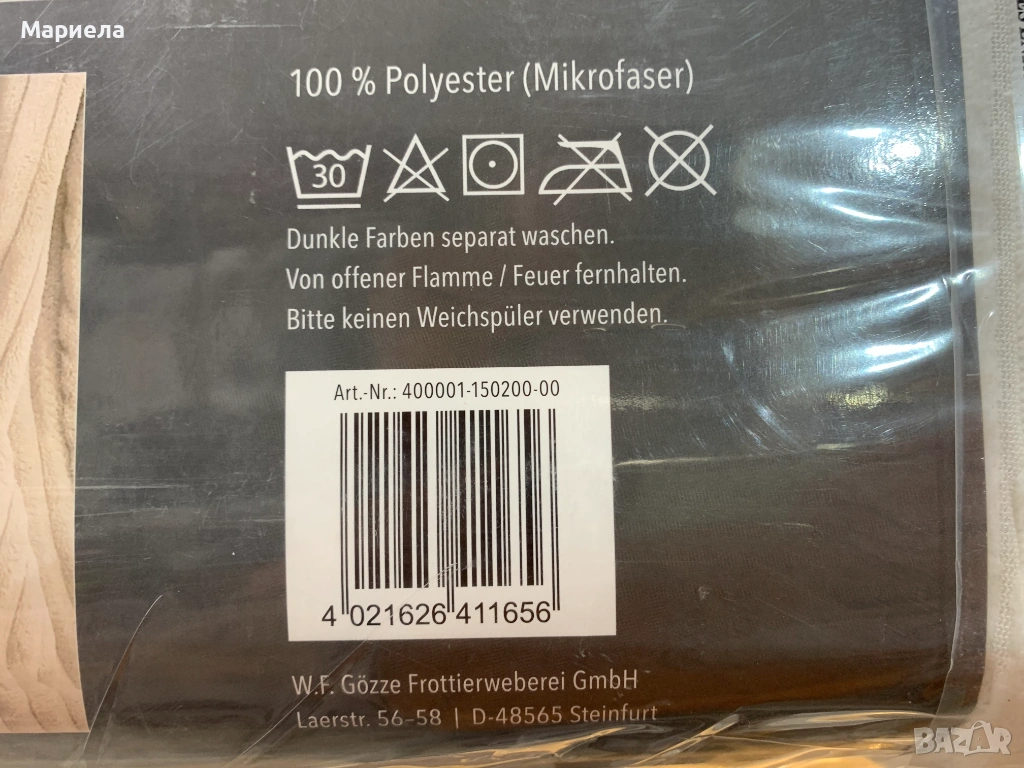 Мариела
100 % Polyester (Mikrofaser)
30
Dunkle Farben separat waschen.
Von offener Flamme / Feuer fernhalten.
Bitte keinen Weichspüler verwenden.
Art.-Nr.: 400001-150200-00
4 021626 411656
W.F. Gözze Frottierweberei GmbH
Laerstr. 56–58 | D-48565 Steinfurt
BAZAR